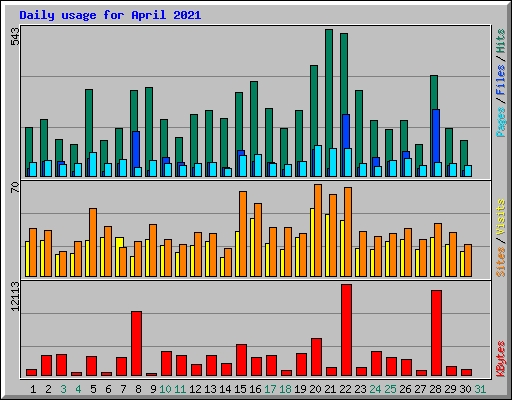 Daily usage for April 2021
543
Pages / Files / Hits
70
Sites / Visits
12113
KBytes
1 2 3 4 5 6 7 8 9 10 11 12 13 14 15 16 17 18 19 20 21 22 23 24 25 26 27 28 29 30 31